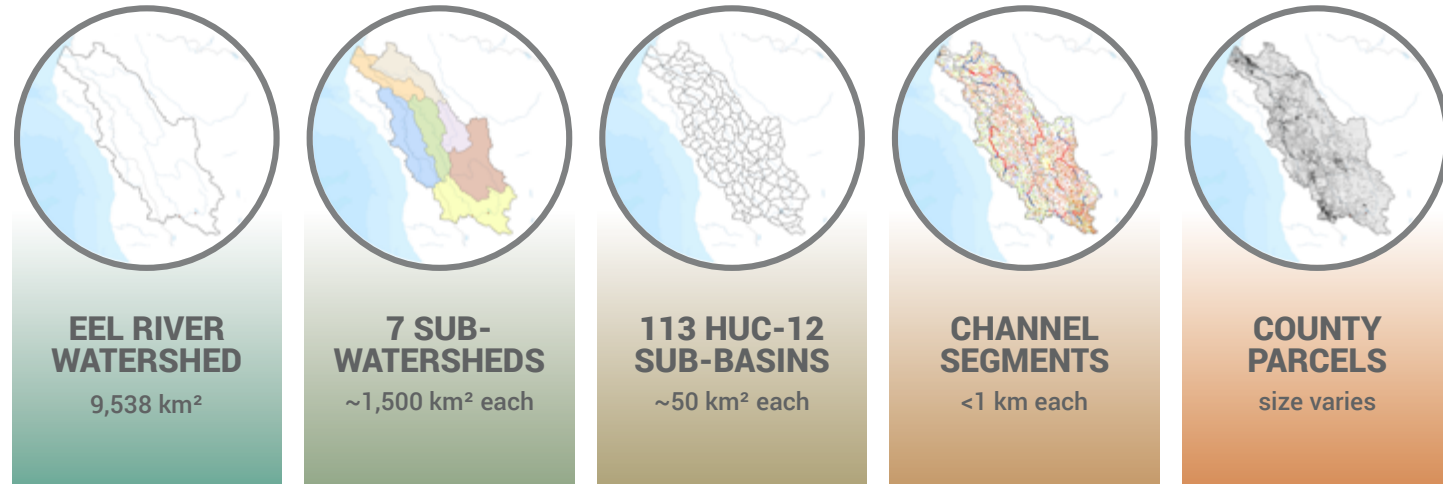 EEL RIVER
WATERSHED
9,538 km²
7 SUB-
WATERSHEDS
~1,500 km² each
113 HUC-12
SUB-BASINS
~50 km² each
CHANNEL
SEGMENTS
<1 km each
COUNTY
PARCELS
size varies